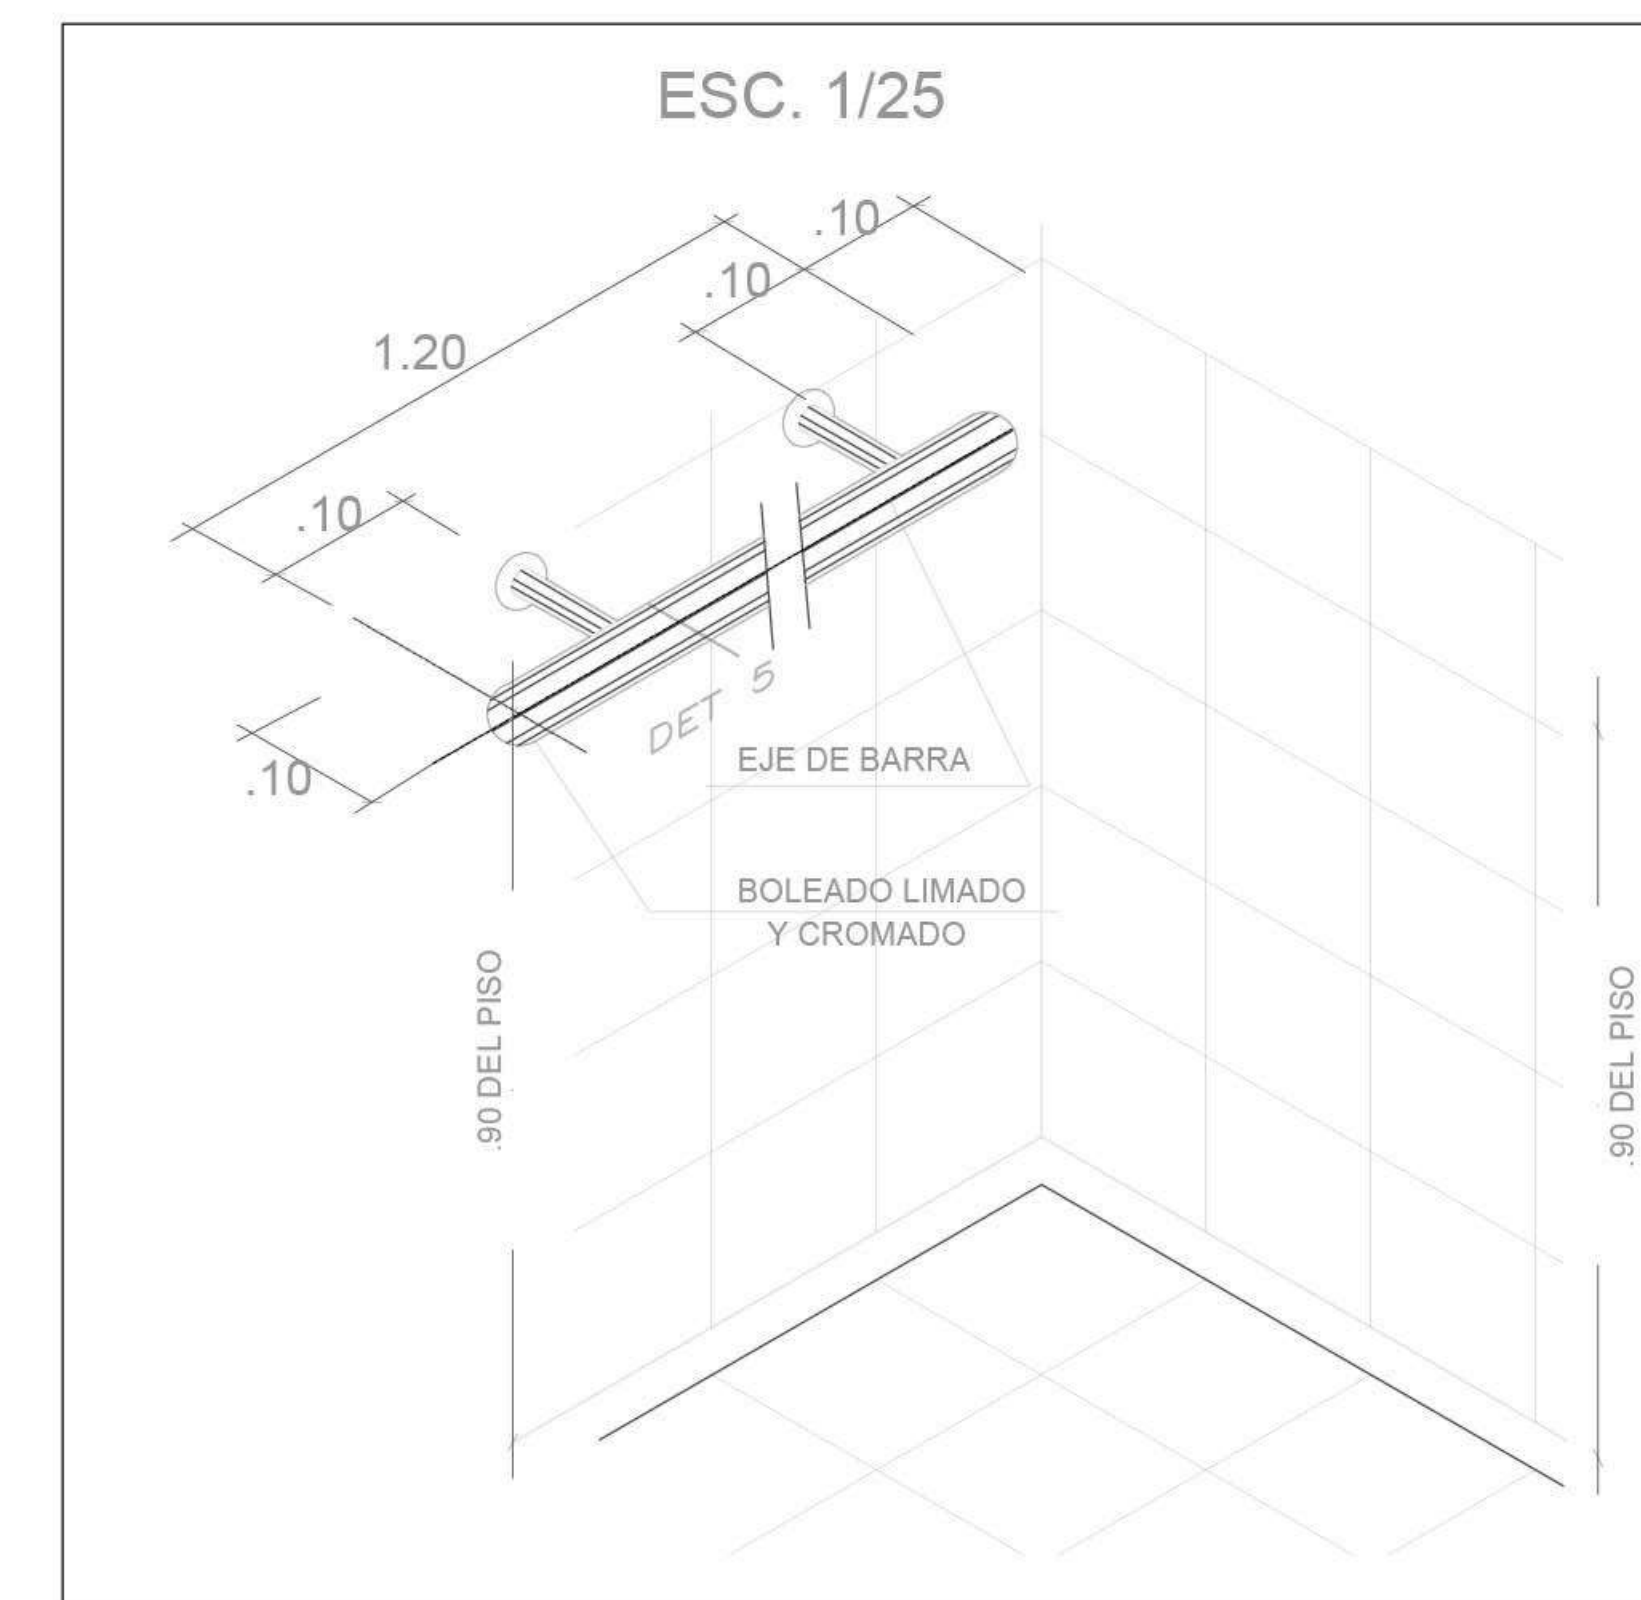 ESC. 1/25
.10
.10
1.20
.10
DET 5
EJE DE BARRA
.10
BOLEADO LIMADO
Y CROMADO
.90 DEL PISO
.90 DEL PISO